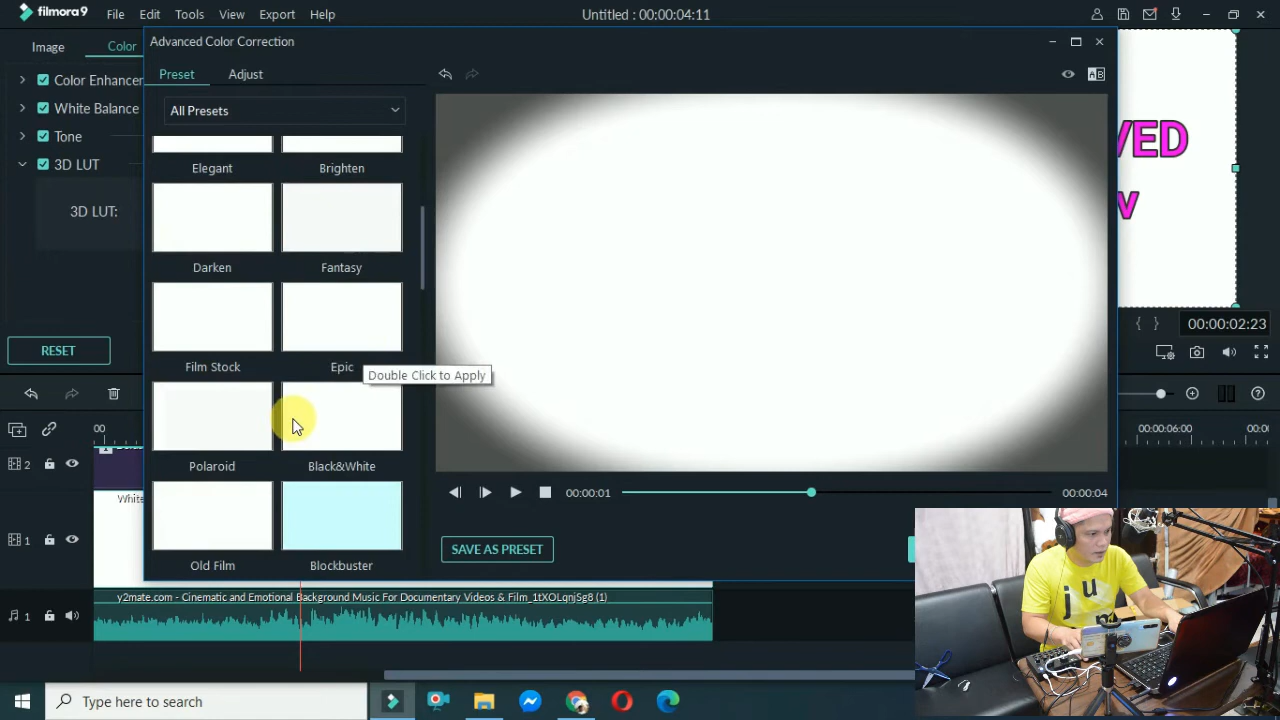 filmora9
File Edit Tools View Export Help
Untitled : 00:00:04:11
Image Color
Color Enhancer
White Balance
Tone
3D LUT
3D LUT:
RESET
Advanced Color Correction
Preset Adjust
All Presets
Elegant Brighten
Darken Fantasy
Film Stock Epic
Double Click to Apply
Polaroid Black&White
Old Film Blockbuster
AB
00:00:01
00:00:04
SAVE AS PRESET
VED
W
{ } 00:00:02:23
00
00:00:06:00 00:0
2
White
1
1
y2mate.com - Cinematic and Emotional Background Music For Documentary Videos & Film_1tXOLqnjSg8 (1)
j u
Type here to search